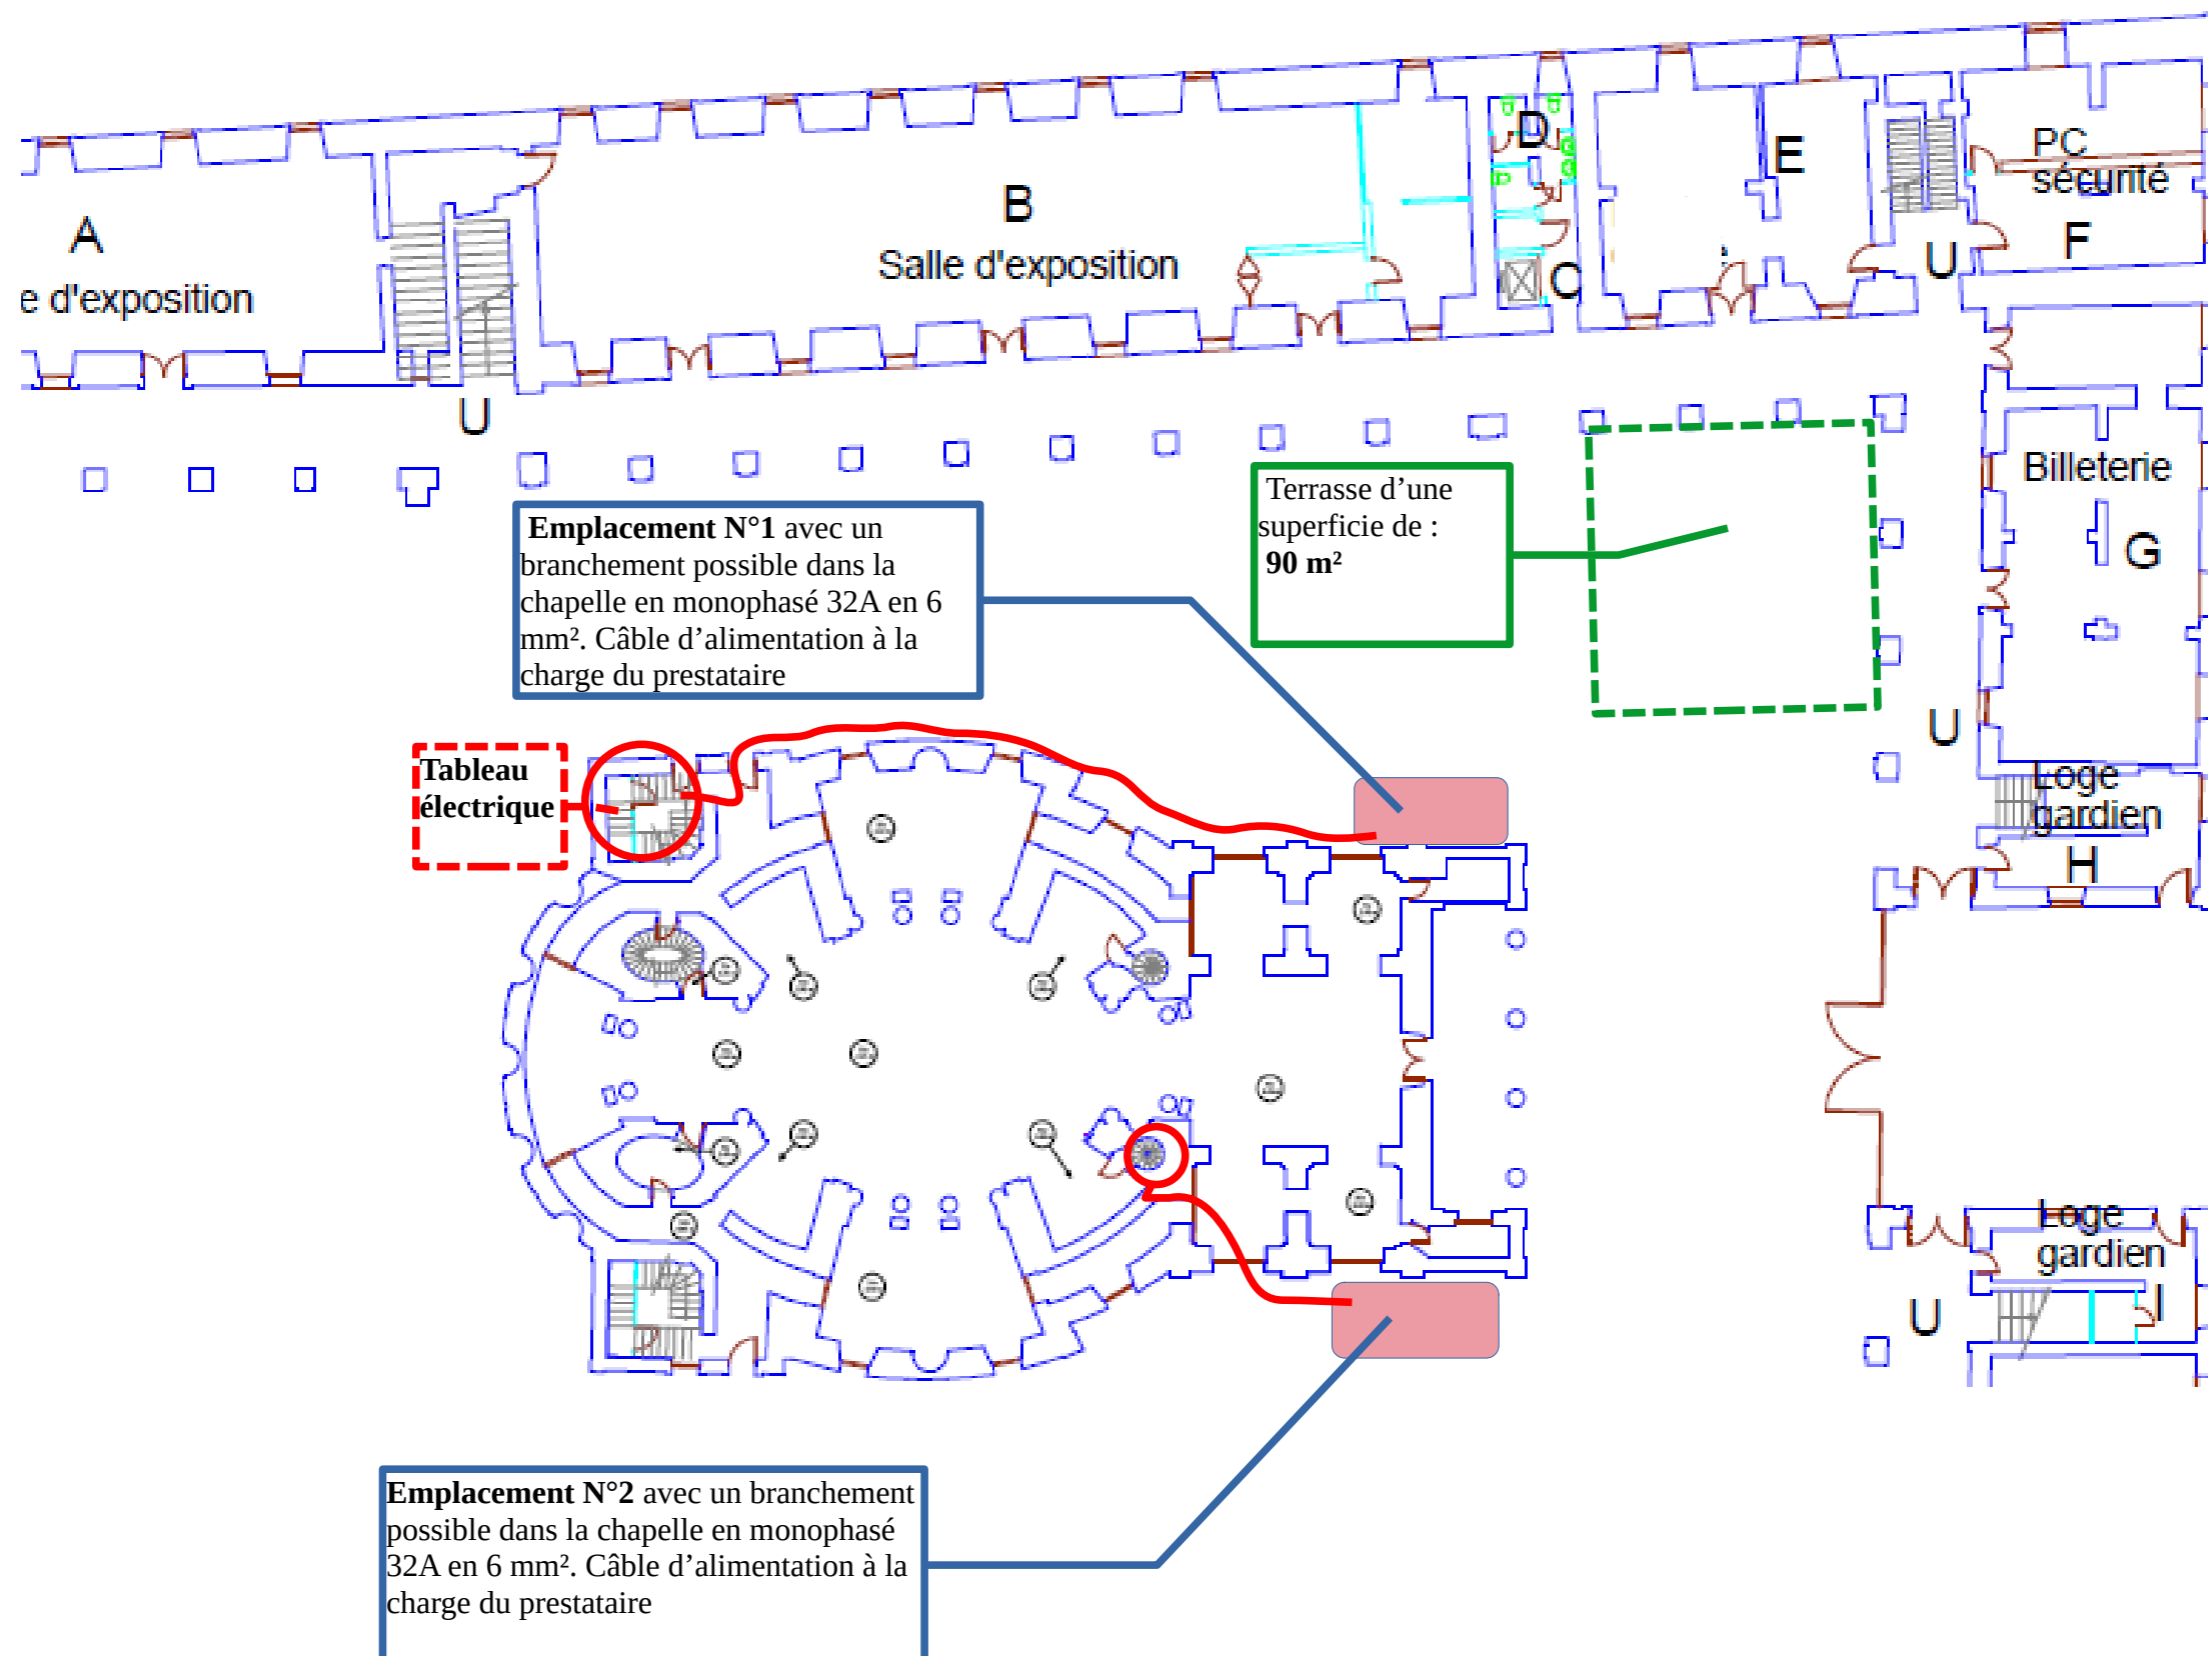 A
e d'exposition
U
B
Salle d'exposition
D
C
E
U
PC
sécurité
F
Billeterie
G
Terrasse d’une
superficie de :
90 m²
Emplacement N°1 avec un
branchement possible dans la
chapelle en monophasé 32A en 6
mm². Câble d’alimentation à la
charge du prestataire
U
Tableau
électrique
Loge
gardien
H
Loge
gardien
I
U
Emplacement N°2 avec un branchement
possible dans la chapelle en monophasé
32A en 6 mm². Câble d’alimentation à la
charge du prestataire